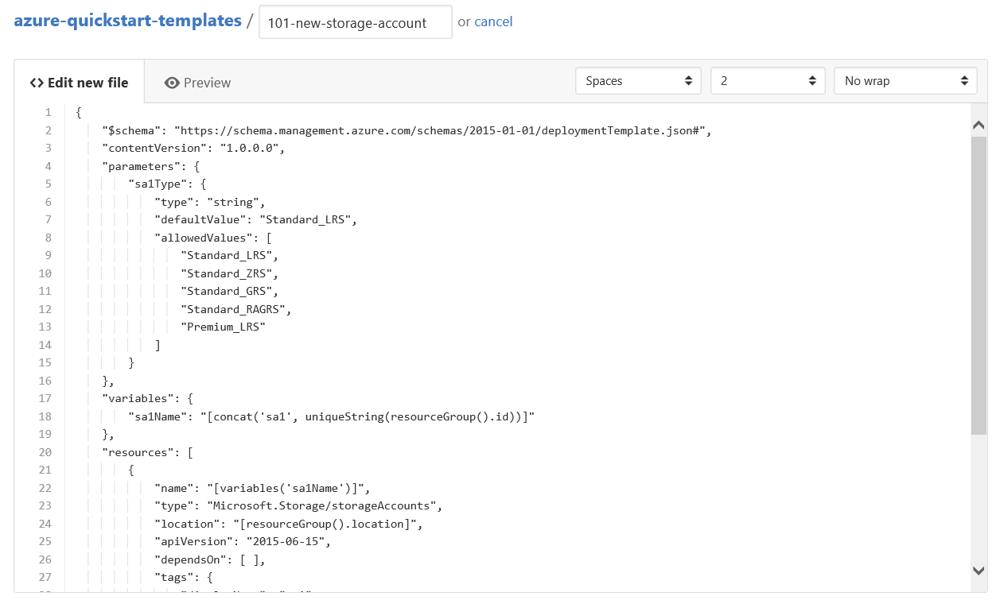 azure-quickstart-templates / 101-new-storage-account or cancel
<> Edit new file Preview Spaces 2 No wrap
1 {
2 "$schema": "https://schema.management.azure.com/schemas/2015-01-01/deploymentTemplate.json#",
3 "contentVersion": "1.0.0.0",
4 "parameters": {
5 "sa1Type": {
6 "type": "string",
7 "defaultValue": "Standard_LRS",
8 "allowedValues": [
9 "Standard_LRS",
10 "Standard_ZRS",
11 "Standard_GRS",
12 "Standard_RAGRS",
13 "Premium_LRS"
14 ]
15 }
16 },
17 "variables": {
18 "sa1Name": "[concat('sa1', uniqueString(resourceGroup().id))]"
19 },
20 "resources": [
21 {
22 "name": "[variables('sa1Name')]",
23 "type": "Microsoft.Storage/storageAccounts",
24 "location": "[resourceGroup().location]",
25 "apiVersion": "2015-06-15",
26 "dependsOn": [ ],
27 "tags": {